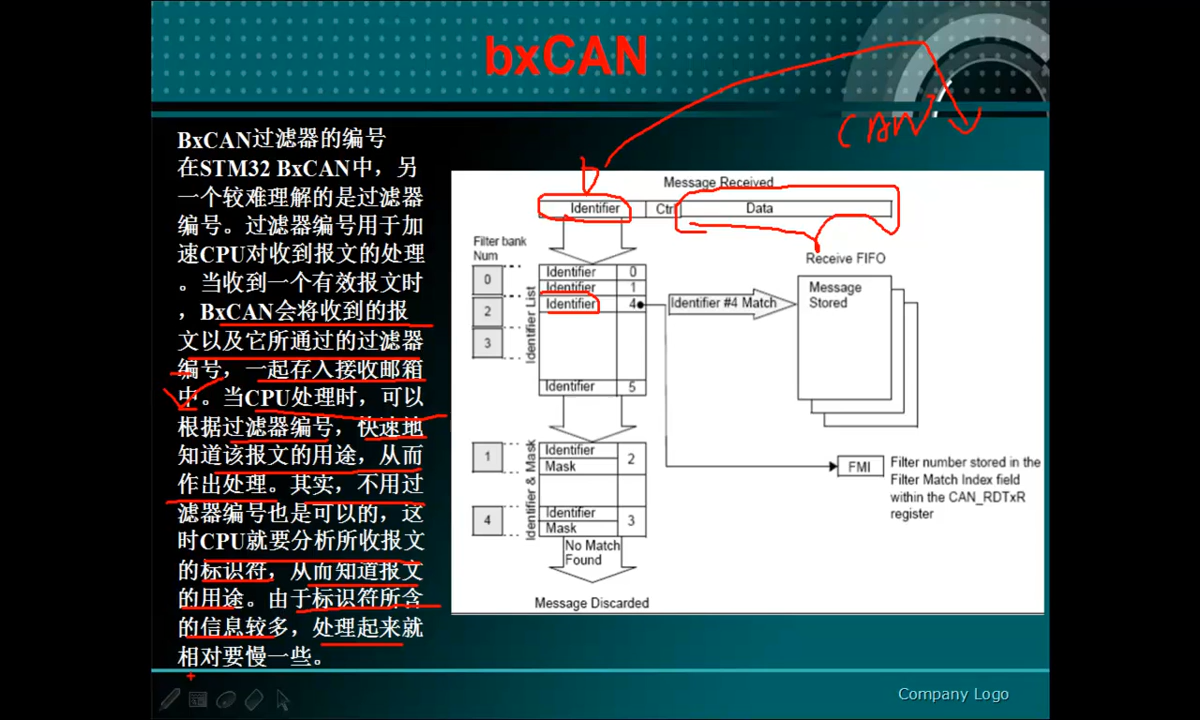 bxCAN
CAN
BxCAN过滤器的编号
在STM32 BxCAN中，另
一个较难理解的是过滤器
编号。过滤器编号用于加
速CPU对收到报文的处理
。当收到一个有效报文时
，BxCAN会将收到的报
文以及它所通过的过滤器
编号，一起存入接收邮箱
中。当CPU处理时，可以
根据过滤器编号，快速地
知道该报文的用途，从而
作出处理。其实，不用过
滤器编号也是可以的，这
时CPU就要分析所收报文
的标识符，从而知道报文
的用途。由于标识符所含
的信息较多，处理起来就
相对要慢一些。
Message Received
Identifier Ctrl Data
Filter bank
Num
0
2
3
Identifier List
Identifier 0
Identifier 1
Identifier 4
Identifier 5
Identifier #4 Match
Receive FIFO
Message
Stored
1
4
Identifier & Mask
Identifier
Mask
2
Identifier
Mask
3
No Match
Found
Message Discarded
FMI
Filter number stored in the
Filter Match Index field
within the CAN_RDTxR
register
Company Logo